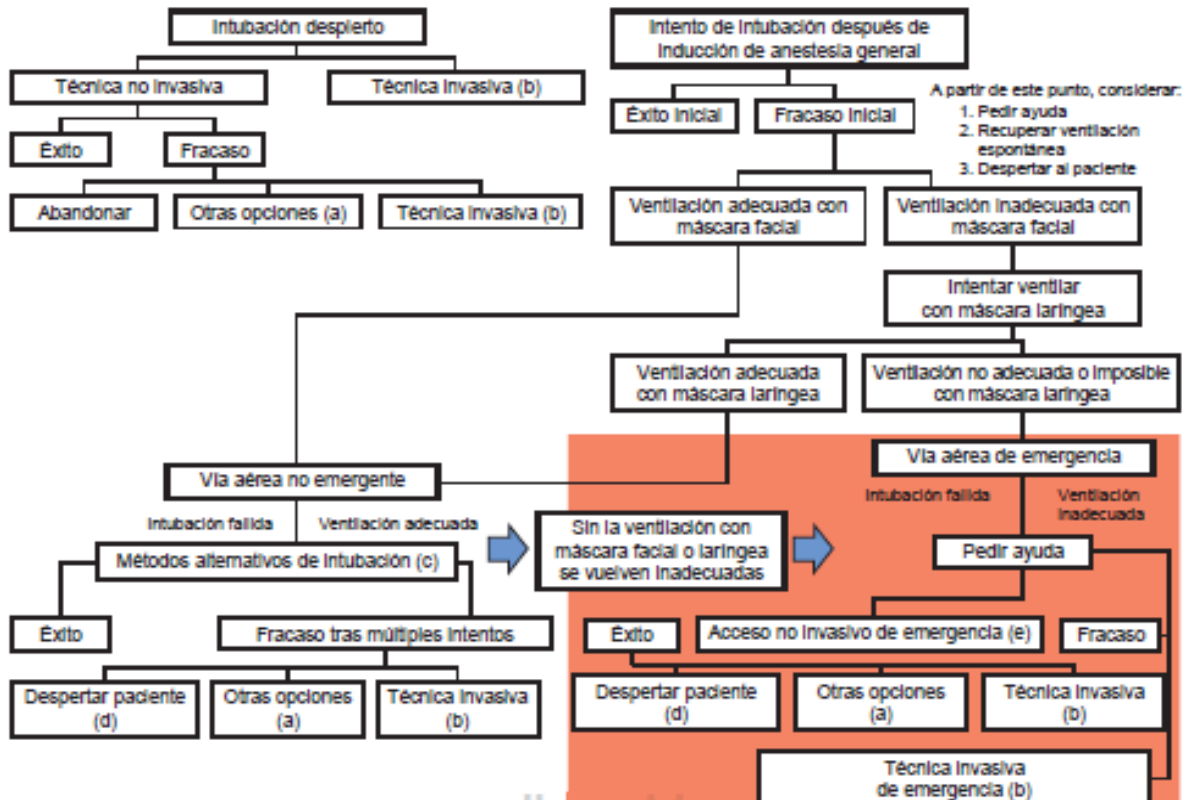 Intubación despierto
Técnica no invasiva
Técnica invasiva (b)
Éxito
Fracaso
Abandonar
Otras opciones (a)
Técnica invasiva (b)
Intento de intubación después de
inducción de anestesia general
Éxito inicial
Fracaso inicial
A partir de este punto, considerar:
1. Pedir ayuda
2. Recuperar ventilación
espontánea
3. Despertar al paciente
Ventilación adecuada con
máscara facial
Ventilación inadecuada con
máscara facial
Intentar ventilar
con máscara laríngea
Ventilación adecuada
con máscara laríngea
Ventilación no adecuada o imposible
con máscara laríngea
Vía aérea no emergente
Intubación fallida
Ventilación adecuada
Métodos alternativos de intubación (c)
Éxito
Fracaso tras múltiples intentos
Despertar paciente
(d)
Otras opciones
(a)
Técnica invasiva
(b)
Sin la ventilación con
máscara facial o laríngea
se vuelven inadecuadas
Vía aérea de emergencia
Intubación fallida
Ventilación
inadecuada
Pedir ayuda
Éxito
Acceso no invasivo de emergencia (e)
Fracaso
Despertar paciente
(d)
Otras opciones
(a)
Técnica invasiva
(b)
Técnica invasiva
de emergencia (b)